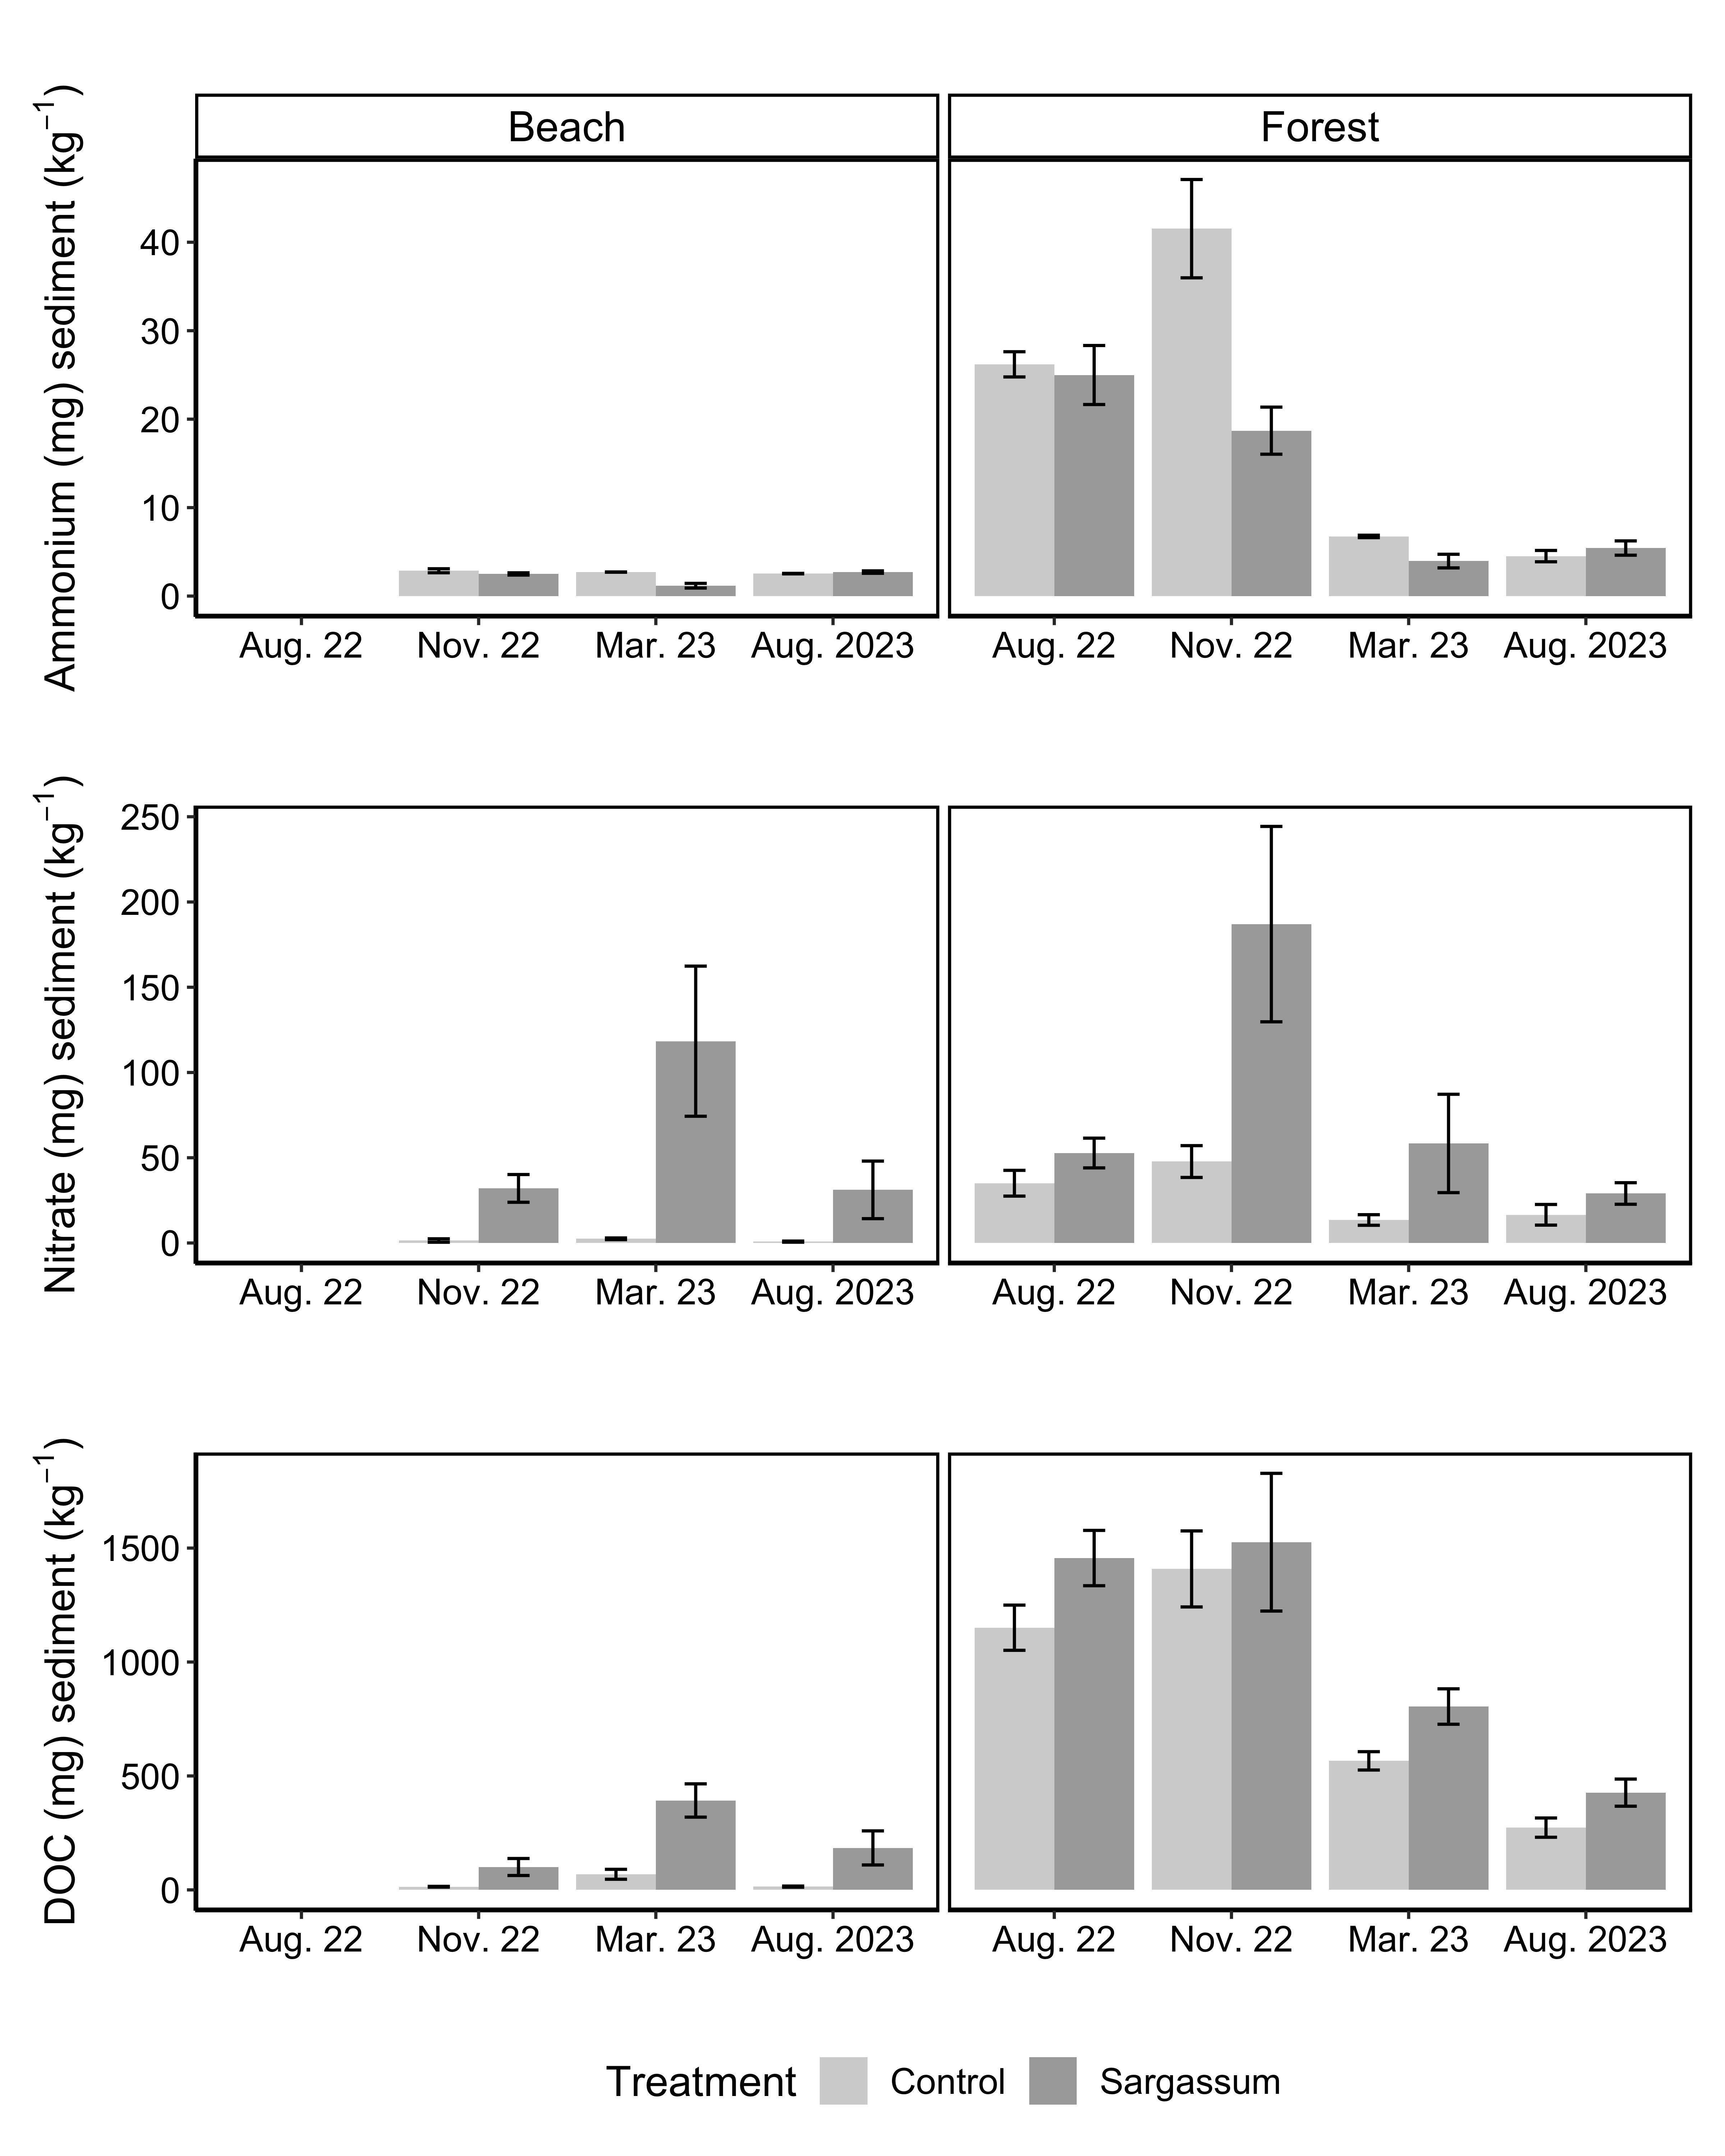 Beach Forest
Ammonium (mg) sediment (kg⁻¹)
40
30
20
10
0
Aug. 22 Nov. 22 Mar. 23 Aug. 2023 Aug. 22 Nov. 22 Mar. 23 Aug. 2023
Nitrate (mg) sediment (kg⁻¹)
250
200
150
100
50
0
Aug. 22 Nov. 22 Mar. 23 Aug. 2023 Aug. 22 Nov. 22 Mar. 23 Aug. 2023
DOC (mg) sediment (kg⁻¹)
1500
1000
500
0
Aug. 22 Nov. 22 Mar. 23 Aug. 2023 Aug. 22 Nov. 22 Mar. 23 Aug. 2023
Treatment Control Sargassum